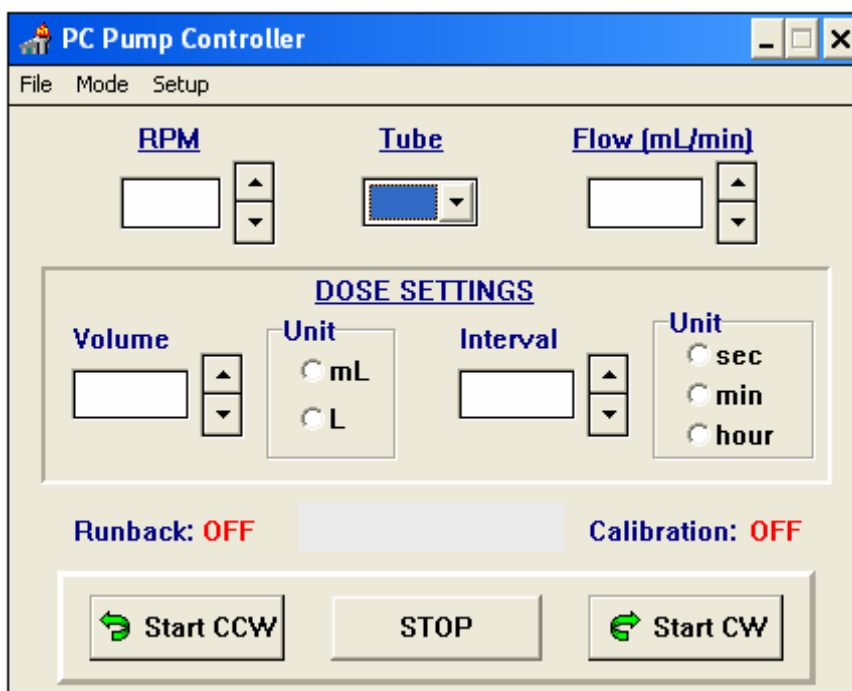 PC Pump Controller
File Mode Setup
RPM Tube Flow (mL/min)
DOSE SETTINGS
Volume Unit Interval Unit
mL sec
L min
hour
Runback: OFF Calibration: OFF
Start CCW STOP Start CW